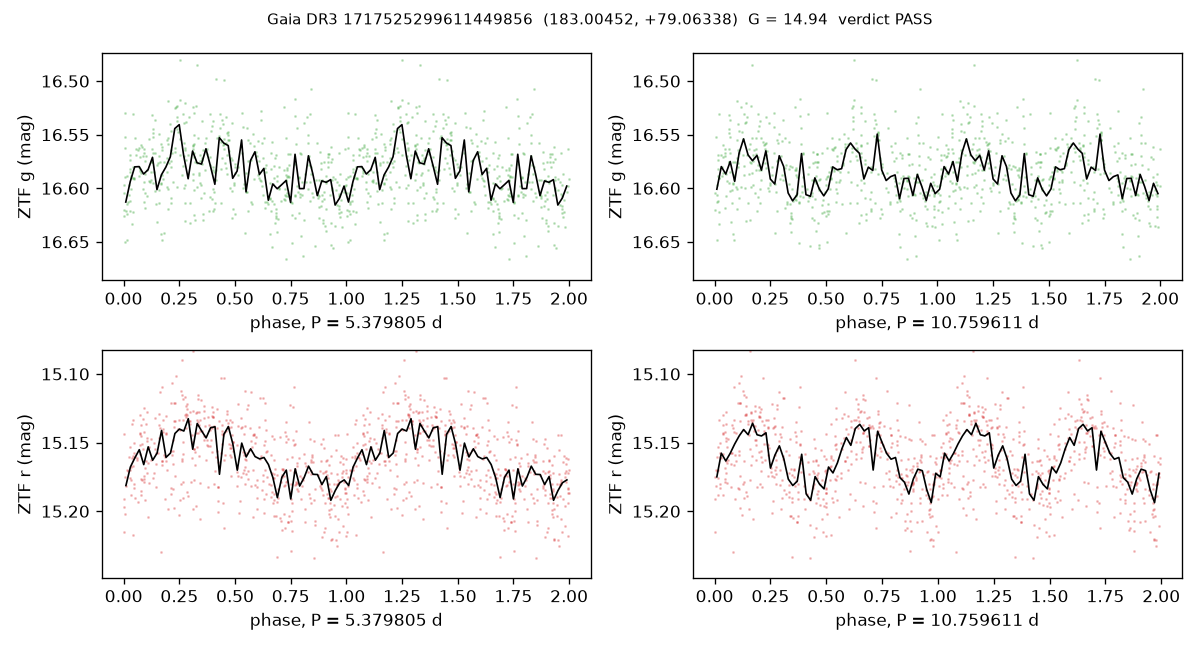 Gaia DR3 1717525299611449856 (183.00452, +79.06338) G = 14.94 verdict PASS
ZTF g (mag)
16.50
16.55
16.60
16.65
0.00 0.25 0.50 0.75 1.00 1.25 1.50 1.75 2.00
phase, P = 5.379805 d
ZTF g (mag)
16.50
16.55
16.60
16.65
0.00 0.25 0.50 0.75 1.00 1.25 1.50 1.75 2.00
phase, P = 10.759611 d
ZTF r (mag)
15.10
15.15
15.20
0.00 0.25 0.50 0.75 1.00 1.25 1.50 1.75 2.00
phase, P = 5.379805 d
ZTF r (mag)
15.10
15.15
15.20
0.00 0.25 0.50 0.75 1.00 1.25 1.50 1.75 2.00
phase, P = 10.759611 d